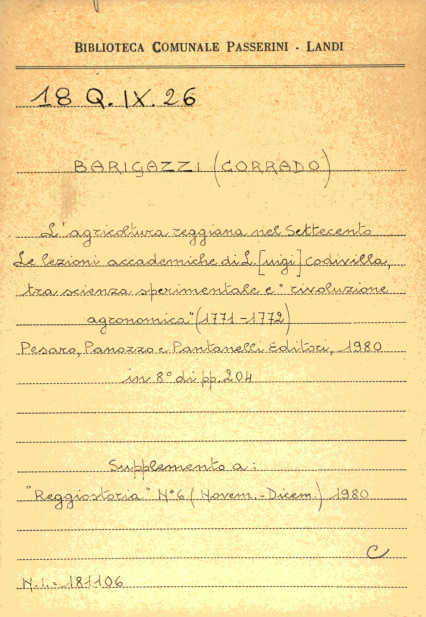 BIBLIOTECA COMUNALE PASSERINI - LANDI
18 Q. IX. 26
BARIGAZZI (CORRADO)
L'agricoltura reggiana nel Settecento
Le lezioni accademiche di L.[uigi] Codivilla,
tra scienza sperimentale e "rivoluzione
agronomica" (1771-1772)
Pesaro, Panozzo e Pantanelli Editori, 1980
in 8° di pp. 204
Supplemento a:
"Reggiostoria" N°6 (Novem.-Dicem.) 1980
C
N.i.- 181106